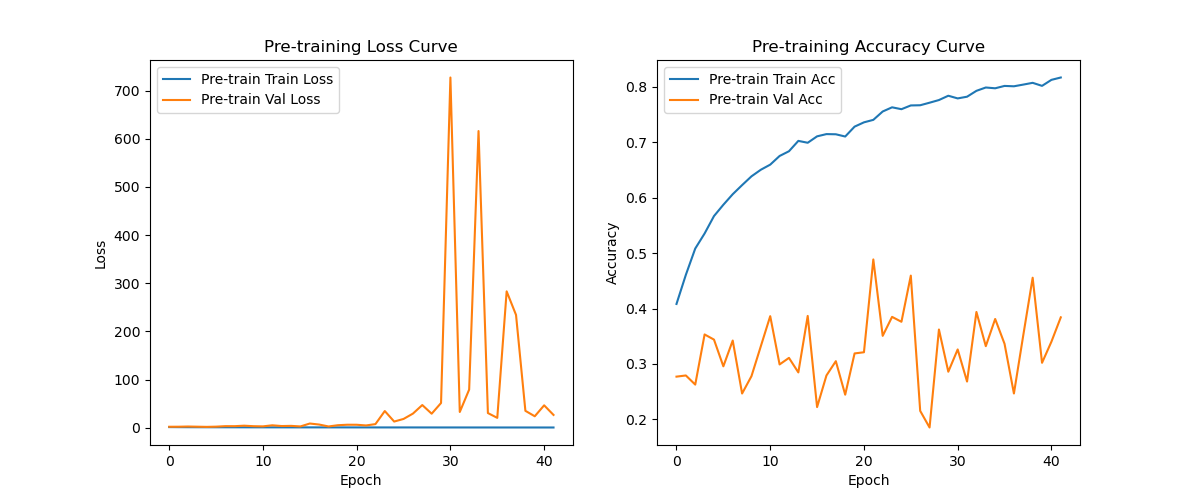 Pre-training Loss Curve
Pre-train Train Loss
Pre-train Val Loss
700
600
500
400
300
200
100
0
Loss
0 10 20 30 40
Epoch
Pre-training Accuracy Curve
Pre-train Train Acc
Pre-train Val Acc
0.8
0.7
0.6
0.5
0.4
0.3
0.2
Accuracy
0 10 20 30 40
Epoch